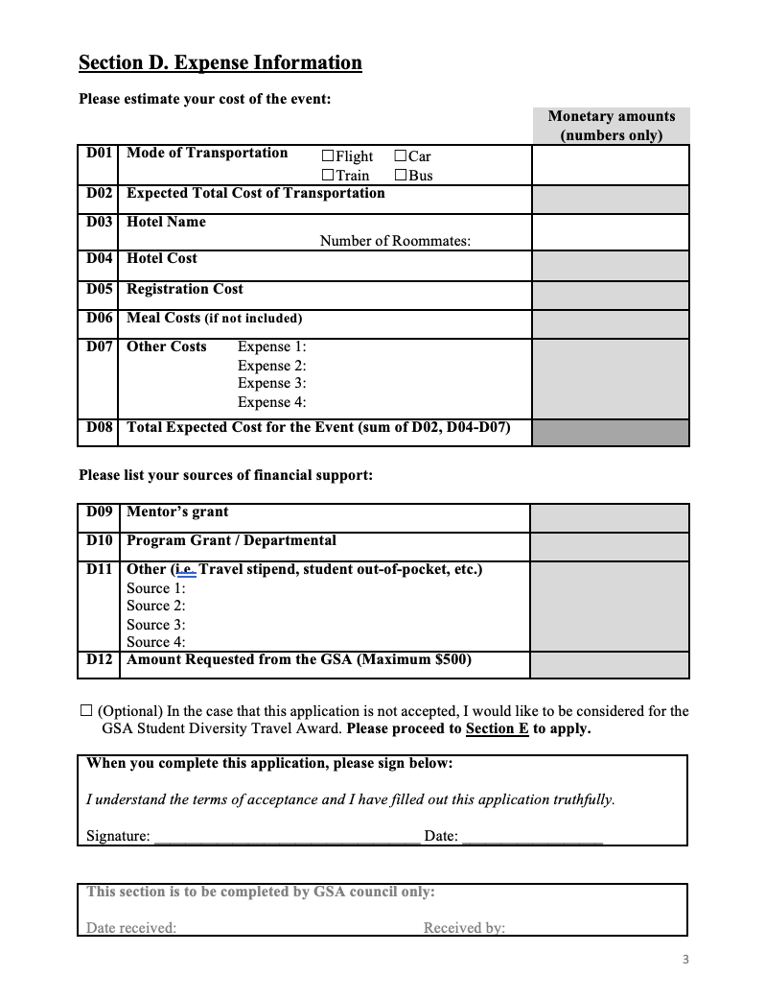 Section D. Expense Information
Please estimate your cost of the event:
Monetary amounts
(numbers only)
D01 Mode of Transportation ☐Flight ☐Car
☐Train ☐Bus
D02 Expected Total Cost of Transportation
D03 Hotel Name
Number of Roommates:
D04 Hotel Cost
D05 Registration Cost
D06 Meal Costs (if not included)
D07 Other Costs Expense 1:
Expense 2:
Expense 3:
Expense 4:
D08 Total Expected Cost for the Event (sum of D02, D04-D07)
Please list your sources of financial support:
D09 Mentor’s grant
D10 Program Grant / Departmental
D11 Other (i.e. Travel stipend, student out-of-pocket, etc.)
Source 1:
Source 2:
Source 3:
Source 4:
D12 Amount Requested from the GSA (Maximum $500)
☐ (Optional) In the case that this application is not accepted, I would like to be considered for the
GSA Student Diversity Travel Award. Please proceed to Section E to apply.
When you complete this application, please sign below:
I understand the terms of acceptance and I have filled out this application truthfully.
Signature: __________________________________ Date: __________________
This section is to be completed by GSA council only:
Date received: Received by:
3